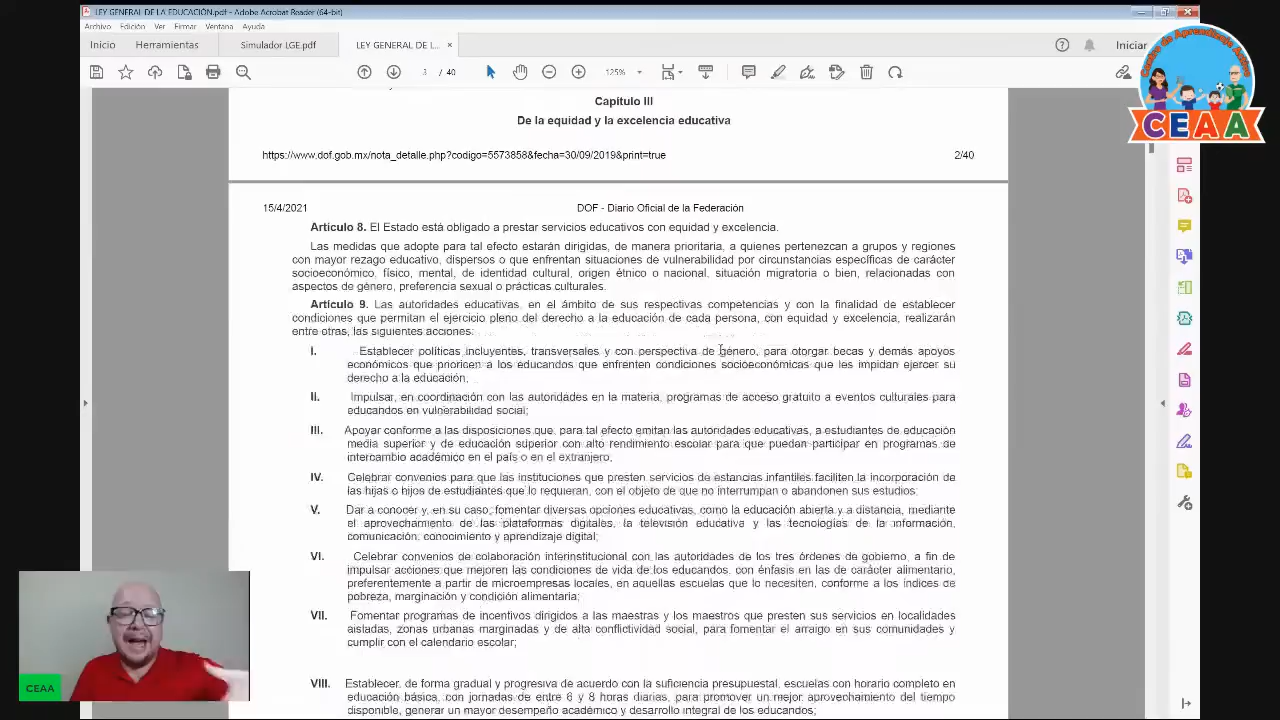 LEY GENERAL DE LA EDUCACIÓN.pdf - Adobe Acrobat Reader (64-bit)
Archivo Edición Ver Firmar Ventana Ayuda
Inicio Herramientas Simulador LGE.pdf LEY GENERAL DE L... × Iniciar
3 / 40 125%
Centro de Aprendizaje Activo
CEAA
Capítulo III
De la equidad y la excelencia educativa
https://www.dof.gob.mx/nota_detalle.php?codigo=5573858&fecha=30/09/2019&print=true 2/40
15/4/2021 DOF - Diario Oficial de la Federación
Artículo 8. El Estado está obligado a prestar servicios educativos con equidad y excelencia.
Las medidas que adopte para tal efecto estarán dirigidas, de manera prioritaria, a quienes pertenezcan a grupos y regiones
con mayor rezago educativo, dispersos o que enfrentan situaciones de vulnerabilidad por circunstancias específicas de carácter
socioeconómico, físico, mental, de identidad cultural, origen étnico o nacional, situación migratoria o bien, relacionadas con
aspectos de género, preferencia sexual o prácticas culturales.
Artículo 9. Las autoridades educativas, en el ámbito de sus respectivas competencias y con la finalidad de establecer
condiciones que permitan el ejercicio pleno del derecho a la educación de cada persona, con equidad y excelencia, realizarán
entre otras, las siguientes acciones:
I. Establecer políticas incluyentes, transversales y con perspectiva de género, para otorgar becas y demás apoyos
económicos que prioricen a los educandos que enfrenten condiciones socioeconómicas que les impidan ejercer su
derecho a la educación;
II. Impulsar, en coordinación con las autoridades en la materia, programas de acceso gratuito a eventos culturales para
educandos en vulnerabilidad social;
III. Apoyar conforme a las disposiciones que, para tal efecto emitan las autoridades educativas, a estudiantes de educación
media superior y de educación superior con alto rendimiento escolar para que puedan participar en programas de
intercambio académico en el país o en el extranjero;
IV. Celebrar convenios para que las instituciones que presten servicios de estancias infantiles faciliten la incorporación de
las hijas o hijos de estudiantes que lo requieran, con el objeto de que no interrumpan o abandonen sus estudios;
V. Dar a conocer y, en su caso, fomentar diversas opciones educativas, como la educación abierta y a distancia, mediante
el aprovechamiento de las plataformas digitales, la televisión educativa y las tecnologías de la información,
comunicación, conocimiento y aprendizaje digital;
VI. Celebrar convenios de colaboración interinstitucional con las autoridades de los tres órdenes de gobierno, a fin de
impulsar acciones que mejoren las condiciones de vida de los educandos, con énfasis en las de carácter alimentario,
preferentemente a partir de microempresas locales, en aquellas escuelas que lo necesiten, conforme a los índices de
pobreza, marginación y condición alimentaria;
VII. Fomentar programas de incentivos dirigidos a las maestras y los maestros que presten sus servicios en localidades
aisladas, zonas urbanas marginadas y de alta conflictividad social, para fomentar el arraigo en sus comunidades y
cumplir con el calendario escolar;
VIII. Establecer, de forma gradual y progresiva de acuerdo con la suficiencia presupuestal, escuelas con horario completo en
educación básica, con jornadas de entre 6 y 8 horas diarias, para promover un mejor aprovechamiento del tiempo
disponible, generar un mayor desempeño académico y desarrollo integral de los educandos;
CEAA